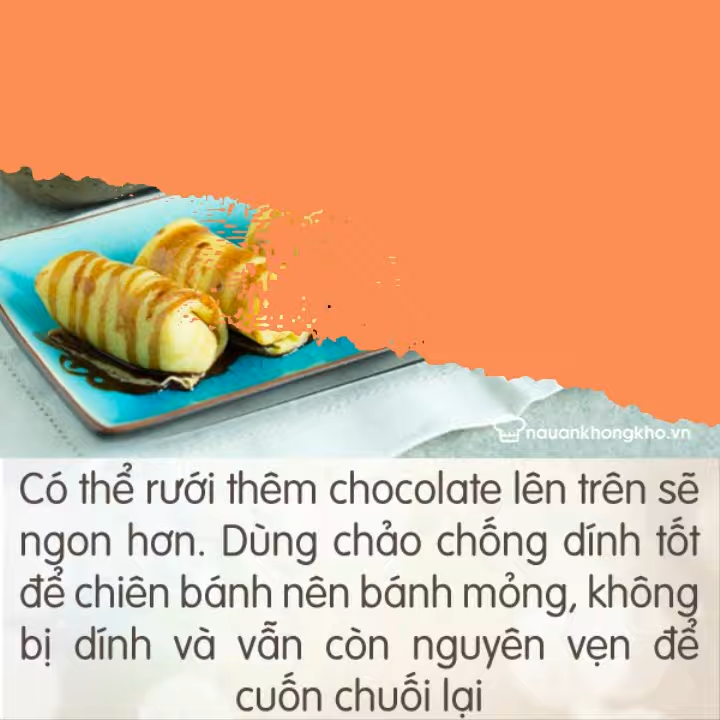 nauankhongkho.vn
Có thể rưới thêm chocolate lên trên sẽ
ngon hơn. Dùng chảo chống dính tốt
để chiên bánh nên bánh mỏng, không
bị dính và vẫn còn nguyên vẹn để
cuốn chuối lại